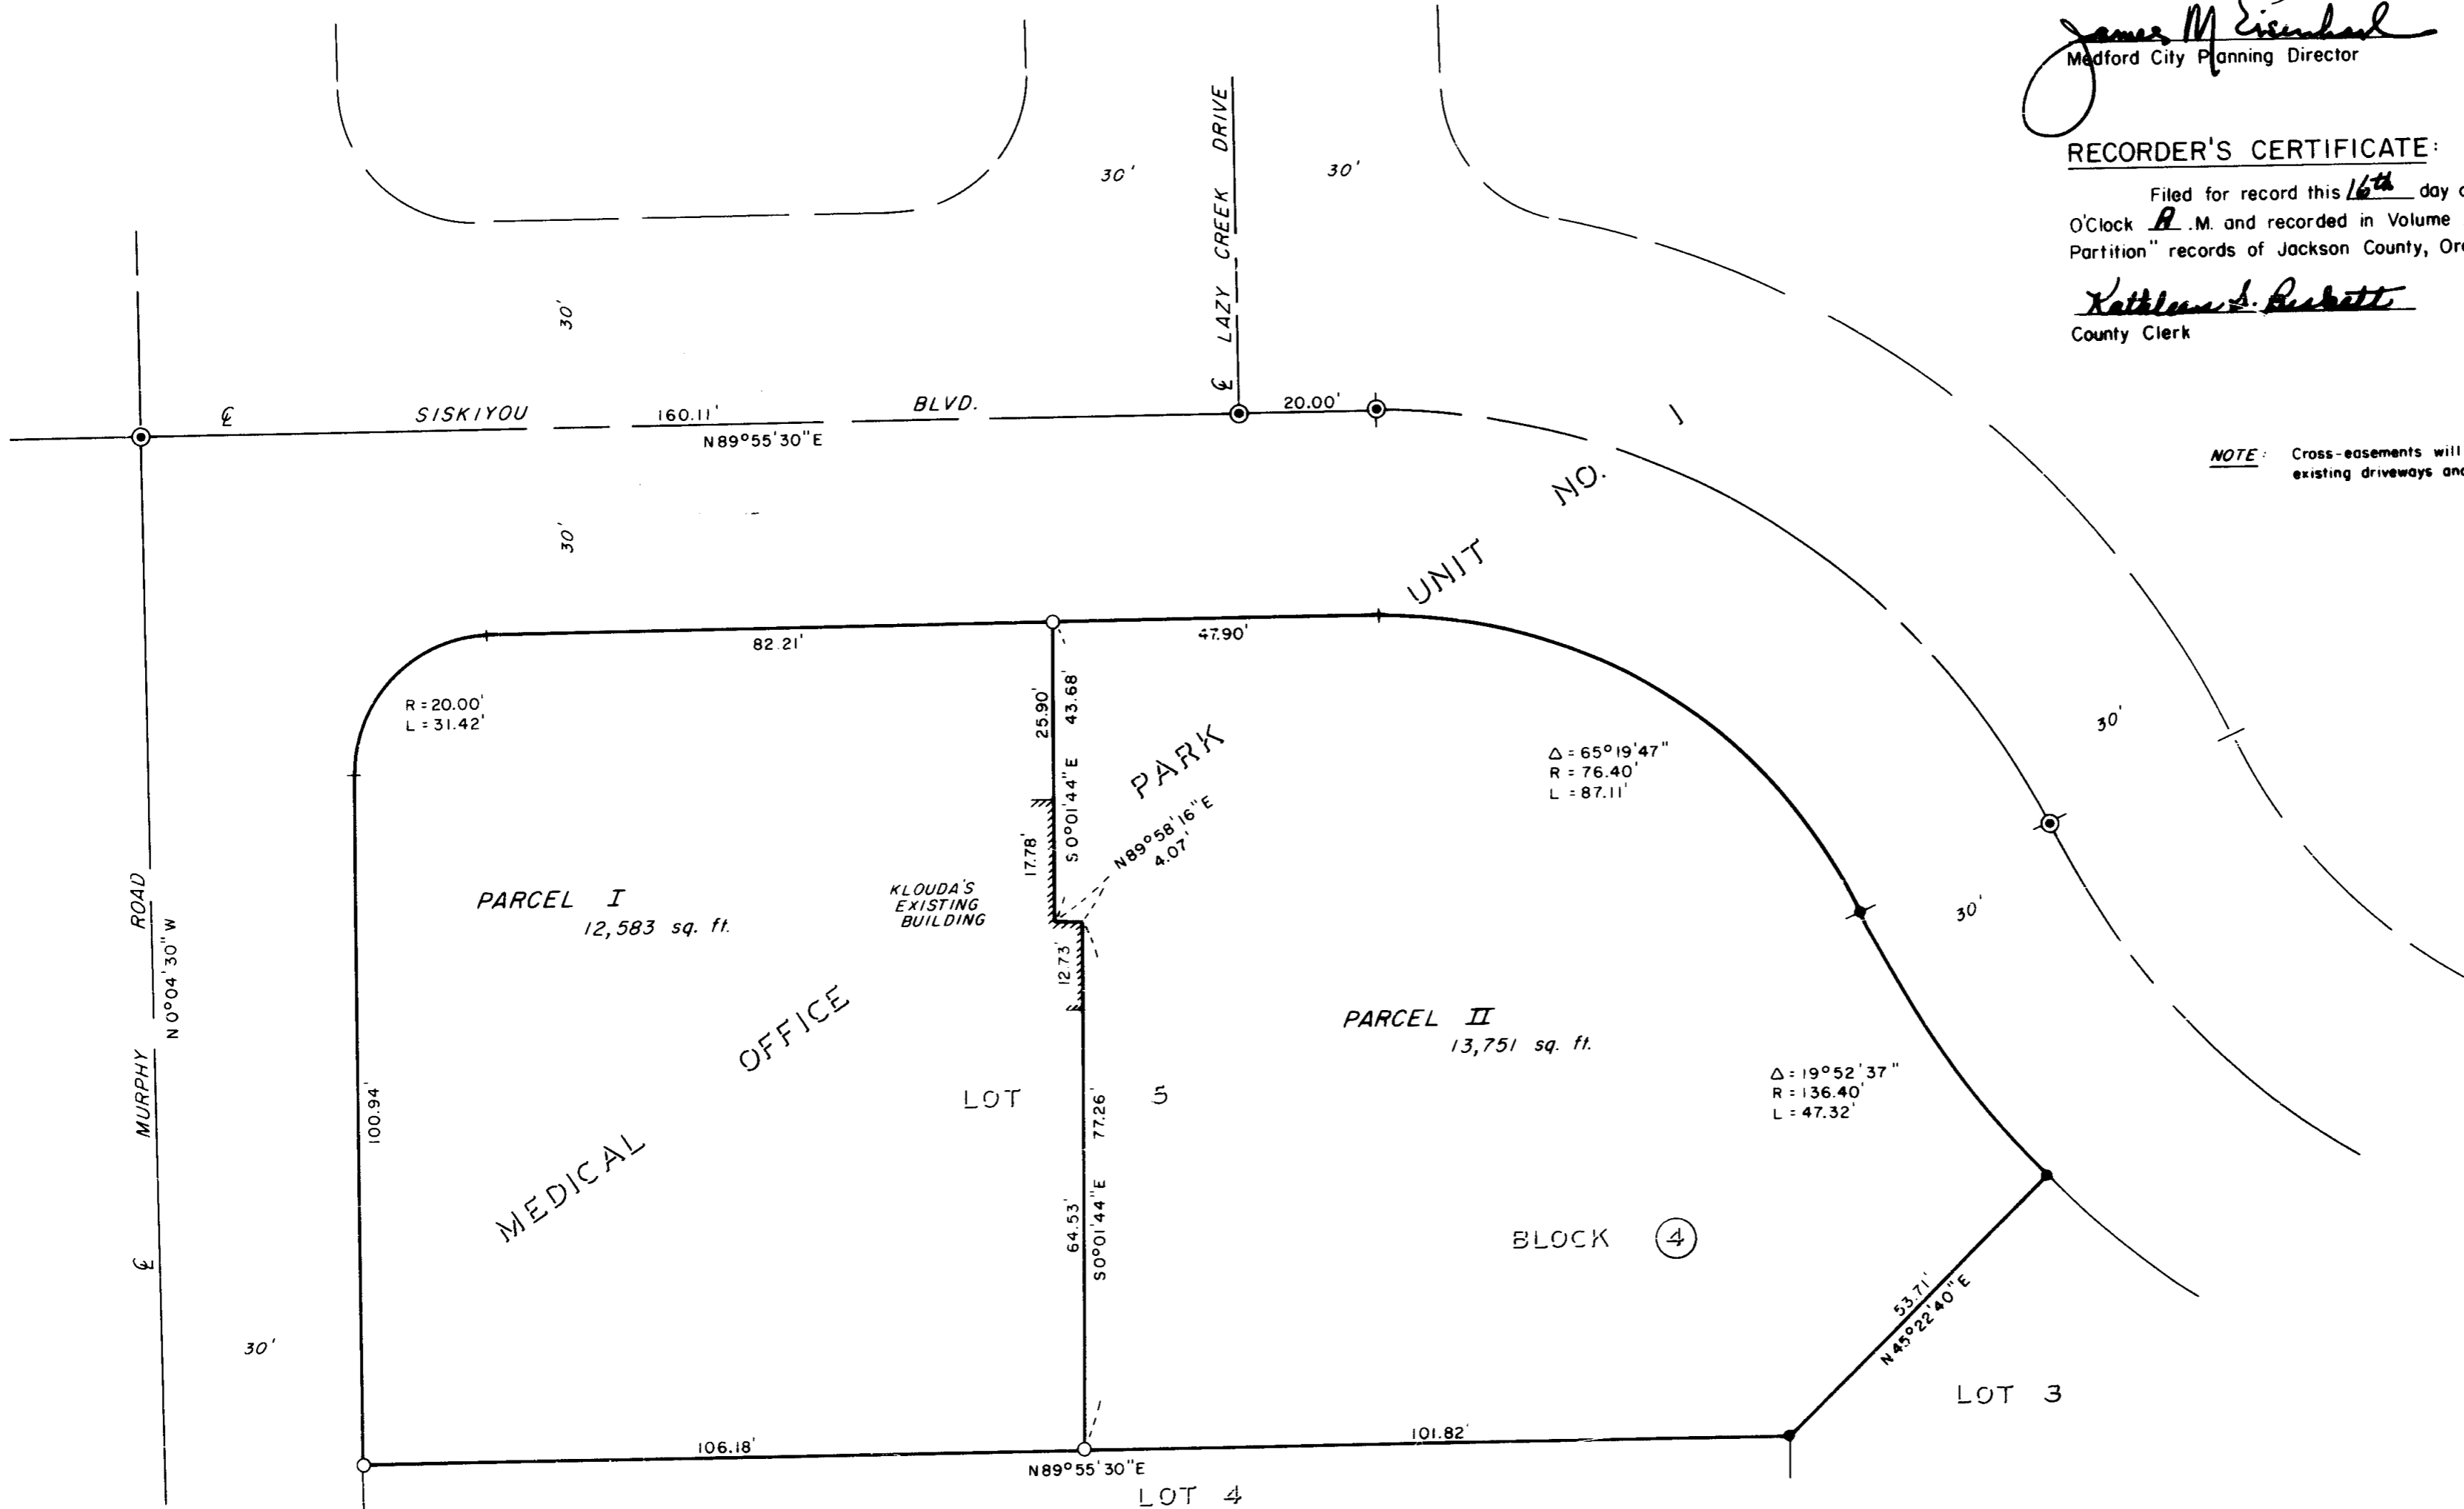 James M Eisenhard
Medford City Planning Director
RECORDER'S CERTIFICATE:
Filed for record this 16th day
O'Clock A .M. and recorded in Volume
Partition" records of Jackson County,
Kathleen S. Beckett
County Clerk
NOTE: Cross-easements will
existing driveways
30'
30'
℄ LAZY CREEK DRIVE
30'
℄ SISKIYOU 160.11' BLVD.
N89°55'30"E
20.00'
30'
MEDICAL OFFICE PARK UNIT NO. 1
82.21'
47.90'
R = 20.00'
L = 31.42'
25.90'
43.68'
S0°01'44"E
17.78'
N89°58'16"E
4.07'
KLOUDA'S
EXISTING
BUILDING
12.73'
Δ = 65°19'47"
R = 76.40'
L = 87.11'
30'
30'
PARCEL I
12,583 sq. ft.
PARCEL II
13,751 sq. ft.
℄ MURPHY ROAD
N0°04'30"W
100.94'
LOT 5
77.26'
64.53'
S0°01'44"E
Δ = 19°52'37"
R = 136.40'
L = 47.32'
BLOCK 4
53.71'
N45°22'40"E
30'
LOT 3
106.18'
101.82'
N89°55'30"E
LOT 4